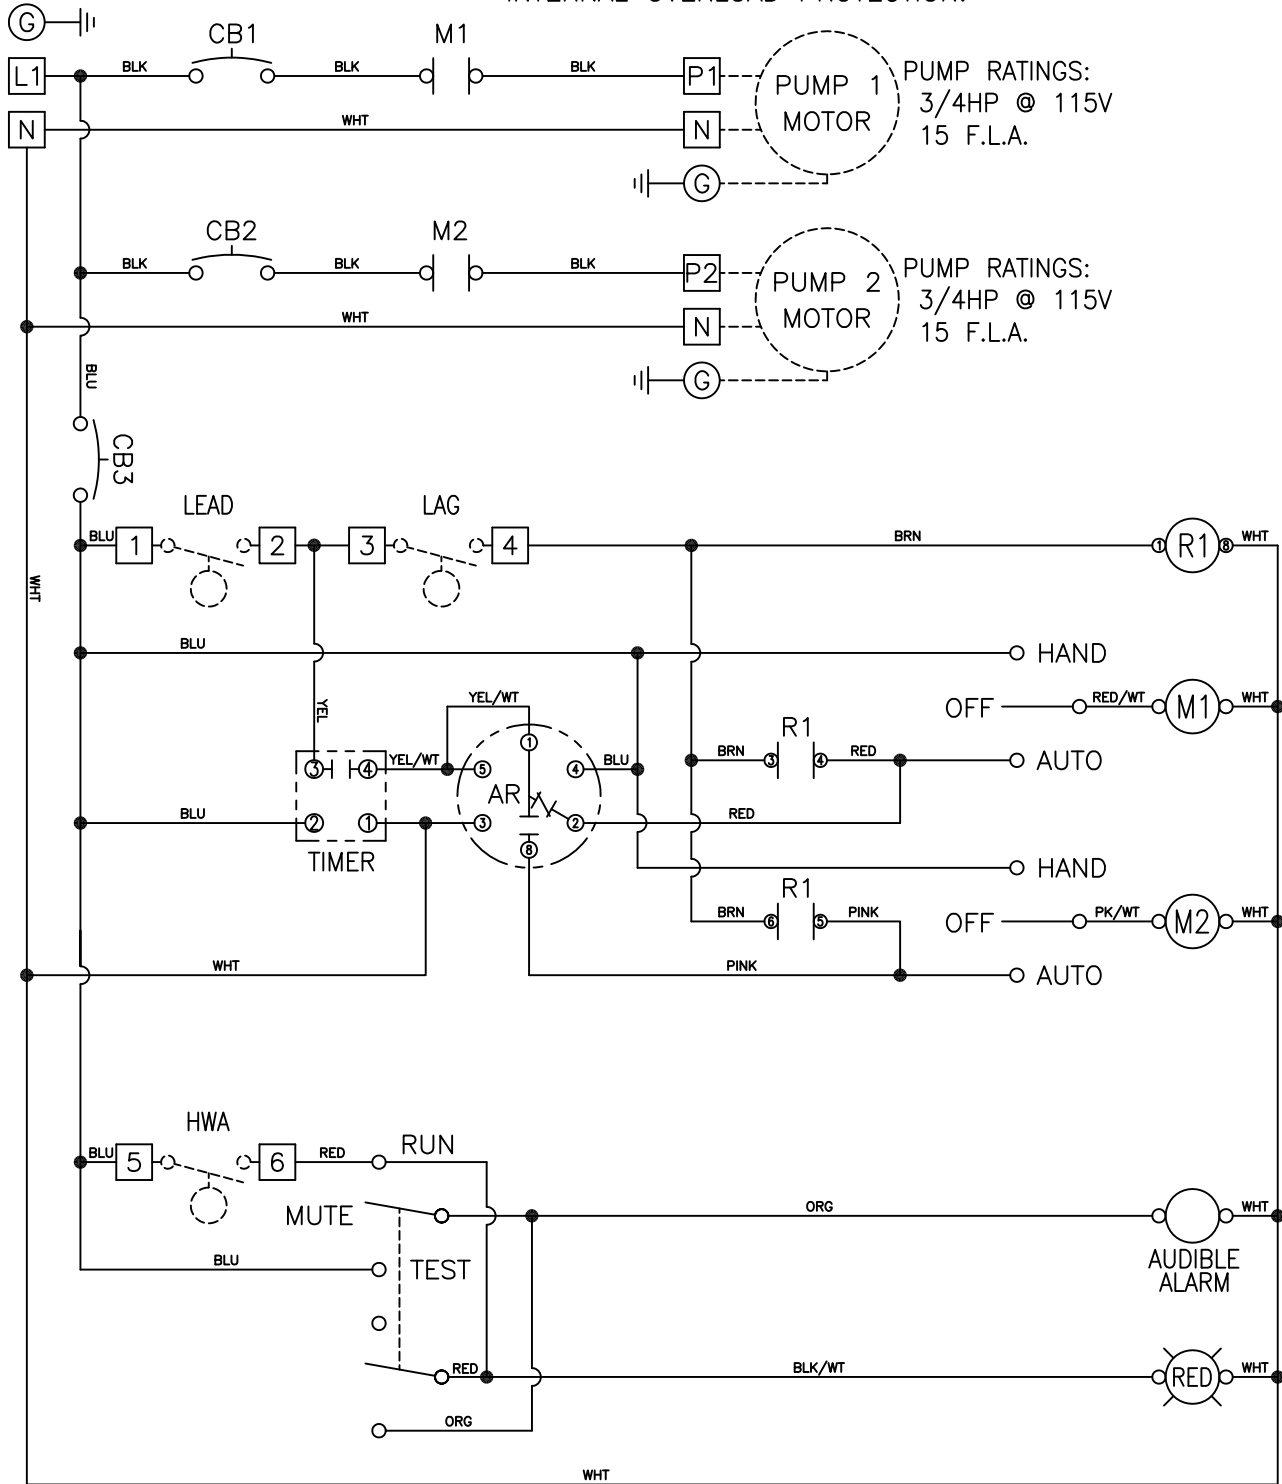 INTERNAL OVERLOAD PROTECTION.
G
CB1 M1
L1 BLK BLK BLK P1 PUMP 1 MOTOR PUMP RATINGS:
3/4HP @ 115V
15 F.L.A.
N WHT N
G
CB2 M2
BLK BLK BLK P2 PUMP 2 MOTOR PUMP RATINGS:
3/4HP @ 115V
15 F.L.A.
WHT N
BLU G
CB3
LEAD LAG
BLU 1 2 3 4 BRN 1 R1 8 WHT
WHT
BLU HAND
YEL YEL/WT OFF RED/WT M1 WHT
R1
BRN 3 4 RED AUTO
3 4 YEL/WT 5 1 4 BLU
AR
BLU 2 1 3 2 RED
TIMER 8
HAND
R1
BRN 6 5 PINK OFF PK/WT M2 WHT
WHT PINK AUTO
HWA
BLU 5 6 RED RUN
MUTE ORG WHT
AUDIBLE
ALARM
BLU TEST
RED BLK/WT RED WHT
ORG
WHT